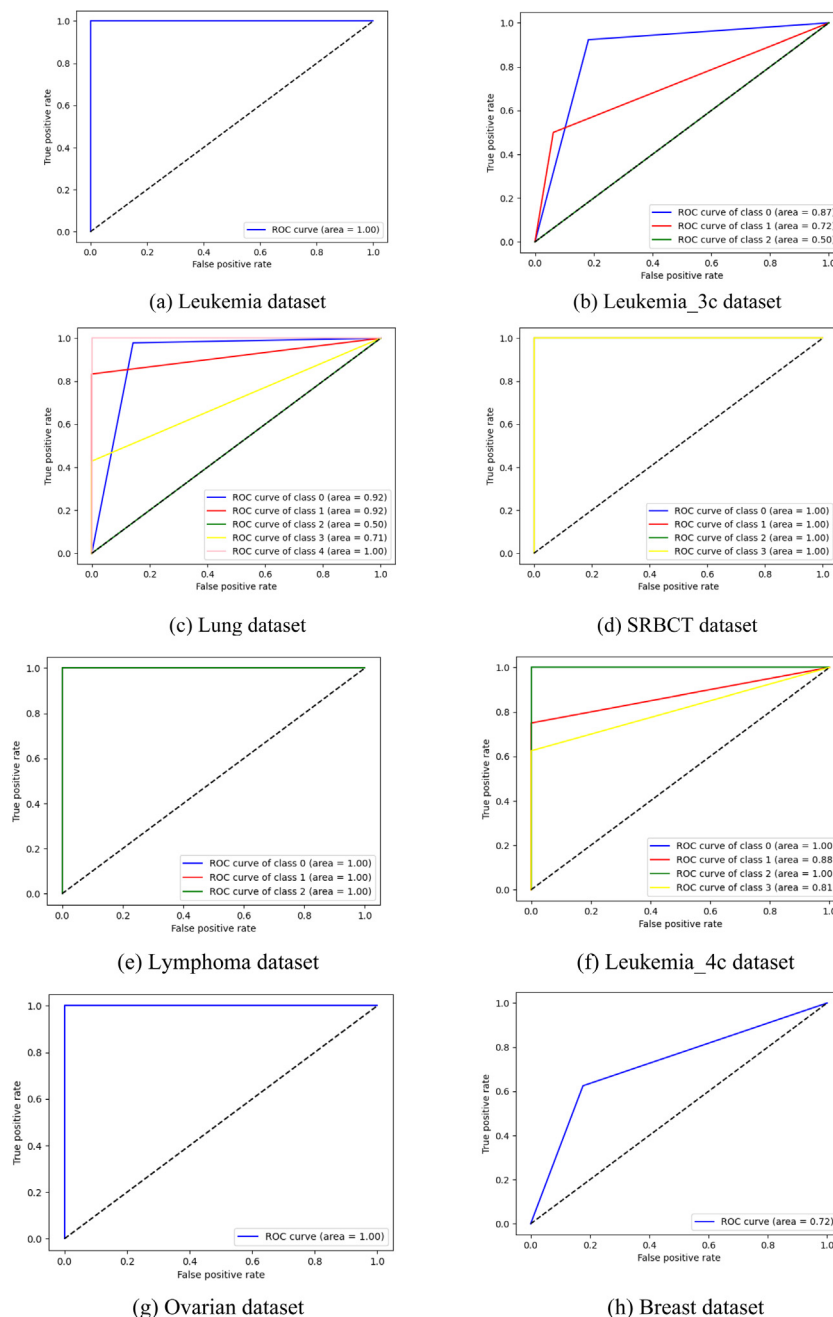 1.0
0.8
0.6
0.4
0.2
0.0
True positive rate
ROC curve (area = 1.00)
0.0 0.2 0.4 0.6 0.8 1.0
False positive rate
(a) Leukemia dataset
1.0
0.8
0.6
0.4
0.2
0.0
True positive rate
ROC curve of class 0 (area = 0.87)
ROC curve of class 1 (area = 0.72)
ROC curve of class 2 (area = 0.50)
0.0 0.2 0.4 0.6 0.8 1.0
False positive rate
(b) Leukemia_3c dataset
1.0
0.8
0.6
0.4
0.2
0.0
True positive rate
ROC curve of class 0 (area = 0.92)
ROC curve of class 1 (area = 0.92)
ROC curve of class 2 (area = 0.50)
ROC curve of class 3 (area = 0.71)
ROC curve of class 4 (area = 1.00)
0.0 0.2 0.4 0.6 0.8 1.0
False positive rate
(c) Lung dataset
1.0
0.8
0.6
0.4
0.2
0.0
True positive rate
ROC curve of class 0 (area = 1.00)
ROC curve of class 1 (area = 1.00)
ROC curve of class 2 (area = 1.00)
ROC curve of class 3 (area = 1.00)
0.0 0.2 0.4 0.6 0.8 1.0
False positive rate
(d) SRBCT dataset
1.0
0.8
0.6
0.4
0.2
0.0
True positive rate
ROC curve of class 0 (area = 1.00)
ROC curve of class 1 (area = 1.00)
ROC curve of class 2 (area = 1.00)
0.0 0.2 0.4 0.6 0.8 1.0
False positive rate
(e) Lymphoma dataset
1.0
0.8
0.6
0.4
0.2
0.0
True positive rate
ROC curve of class 0 (area = 1.00)
ROC curve of class 1 (area = 0.88)
ROC curve of class 2 (area = 1.00)
ROC curve of class 3 (area = 0.81)
0.0 0.2 0.4 0.6 0.8 1.0
False positive rate
(f) Leukemia_4c dataset
1.0
0.8
0.6
0.4
0.2
0.0
True positive rate
ROC curve (area = 1.00)
0.0 0.2 0.4 0.6 0.8 1.0
False positive rate
(g) Ovarian dataset
1.0
0.8
0.6
0.4
0.2
0.0
True positive rate
ROC curve (area = 0.72)
0.0 0.2 0.4 0.6 0.8 1.0
False positive rate
(h) Breast dataset